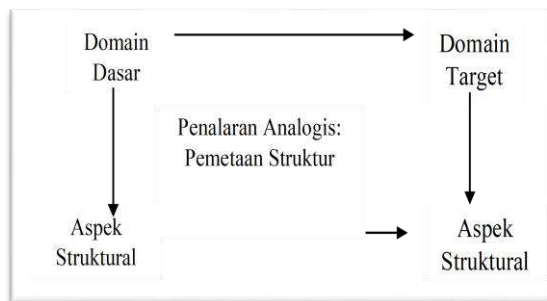 Domain
Dasar
Domain
Target
Penalaran Analogis:
Pemetaan Struktur
Aspek
Struktural
Aspek
Struktural